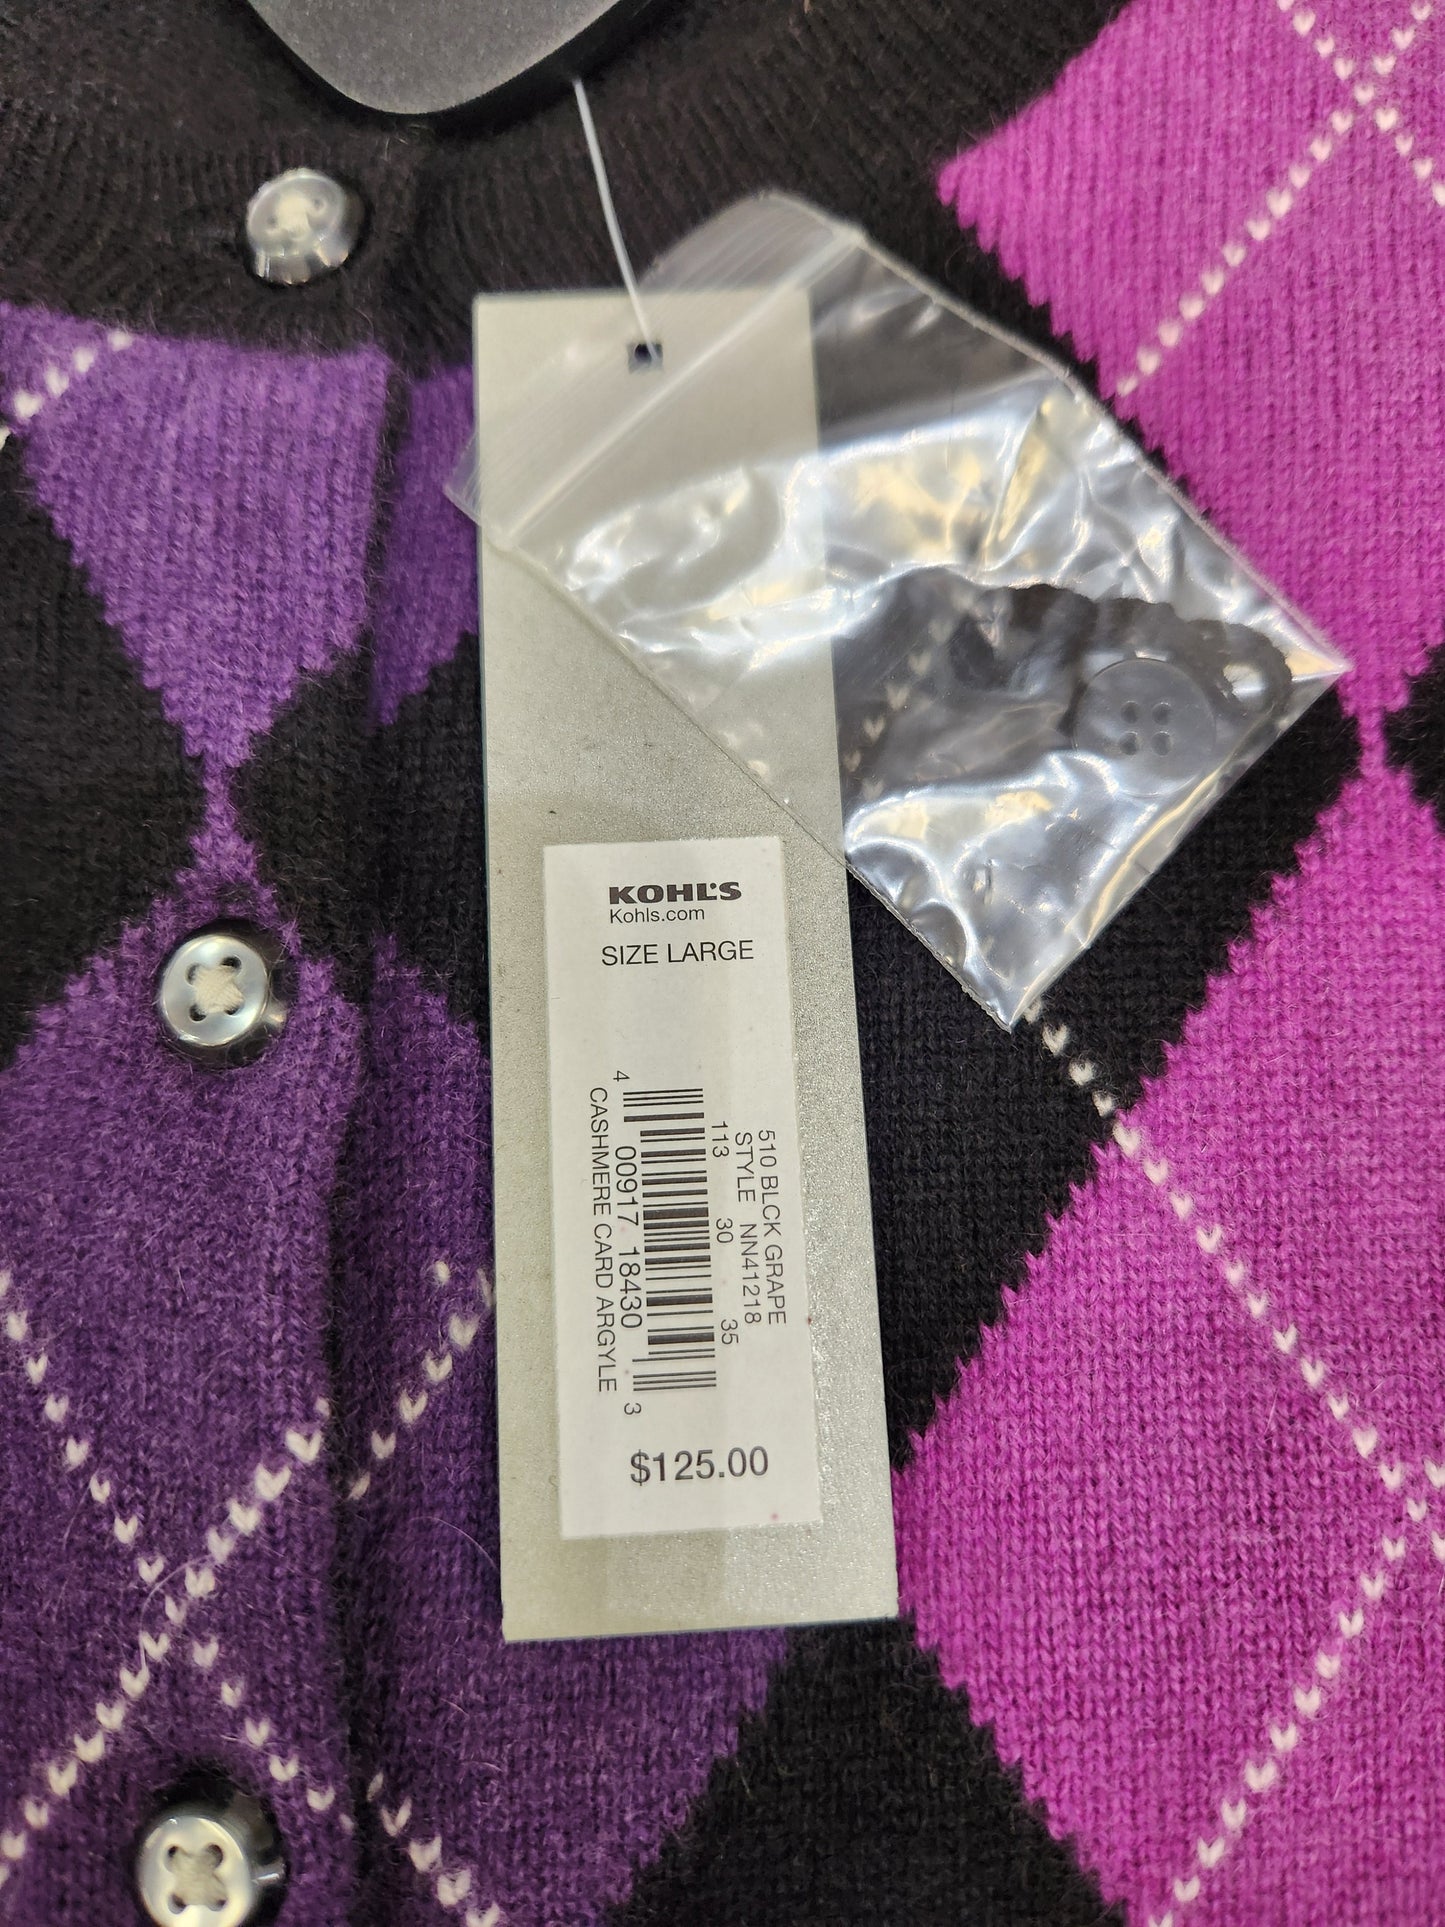 KOHL'S
Kohls.com
SIZE LARGE
510 BLCK GRAPE
STYLE NN41218
113 30 35
4 00917 18430 3
CASHMERE CARD ARGYLE
$125.00